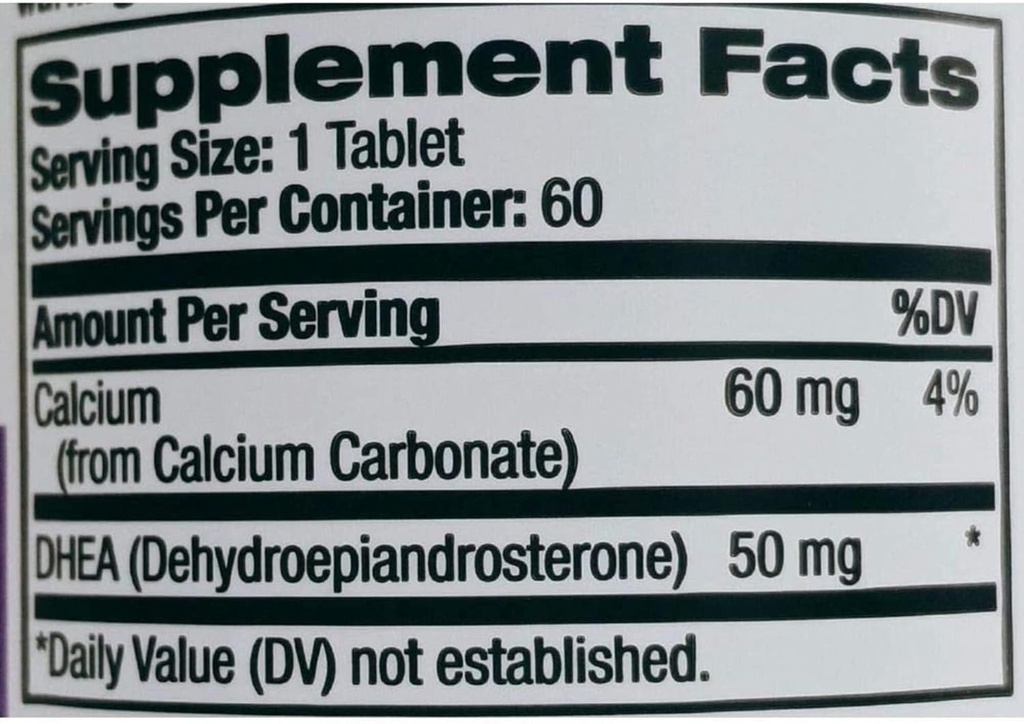 Supplement Facts
Serving Size: 1 Tablet
Servings Per Container: 60
Amount Per Serving %DV
Calcium 60 mg 4%
(from Calcium Carbonate)
DHEA (Dehydroepiandrosterone) 50 mg *
*Daily Value (DV) not established.